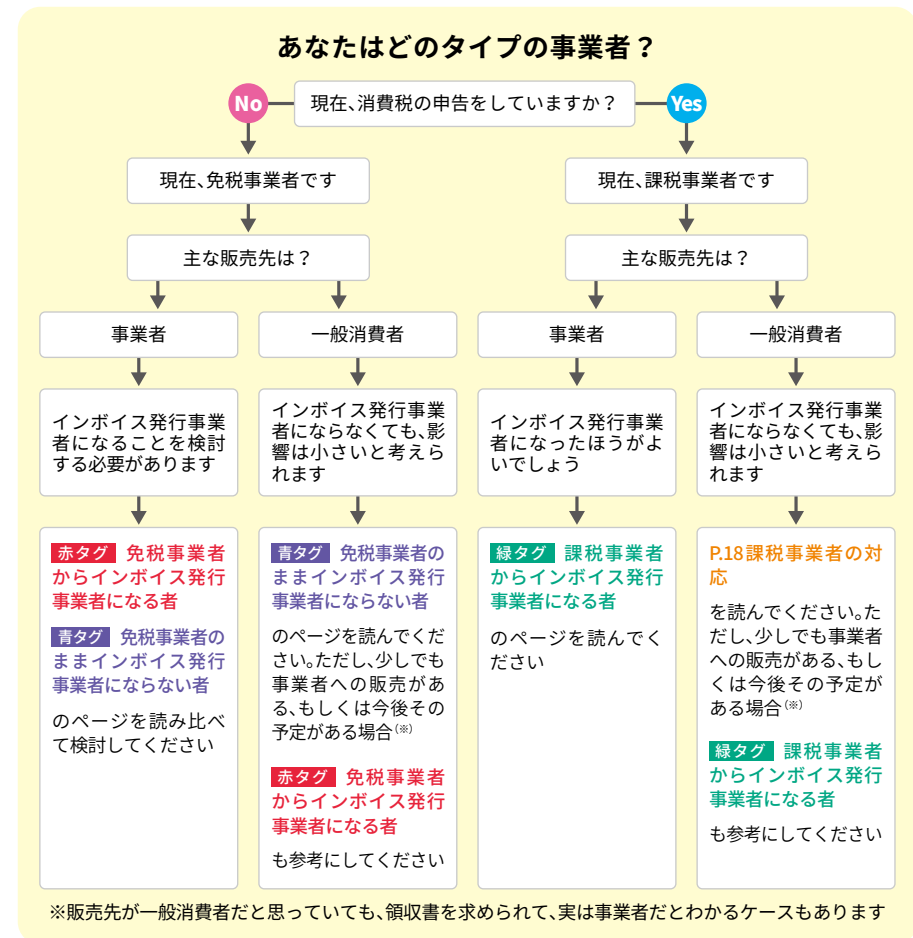 あなたはどのタイプの事業者？
No
現在、消費税の申告をしていますか？
Yes
現在、免税事業者です
現在、課税事業者です
主な販売先は？
主な販売先は？
事業者
一般消費者
事業者
一般消費者
インボイス発行事業
者になることを検討
する必要があります
インボイス発行事業
者にならなくても、影
響は小さいと考えら
れます
インボイス発行事業
者になったほうがよ
いでしょう
インボイス発行事業
者にならなくても、影
響は小さいと考えら
れます
赤タグ 免税事業者
からインボイス発行
事業者になる者
青タグ 免税事業者の
ままインボイス発行
事業者にならない者
のページを読み比べ
て検討してください
青タグ 免税事業者の
ままインボイス発行
事業者にならない者
のページを読んでくだ
さい。ただし、少しでも
事業者への販売があ
る、もしくは今後その
予定がある場合(※)
赤タグ 免税事業者
からインボイス発行
事業者になる者
も参考にしてください
緑タグ 課税事業者
からインボイス発行
事業者になる者
のページを読んでく
ださい
P.18課税事業者の対
応
を読んでください。た
だし、少しでも事業者
への販売がある、もし
くは今後その予定が
ある場合(※)
緑タグ 課税事業者
からインボイス発行
事業者になる者
も参考にしてください
※販売先が一般消費者だと思っていても、領収書を求められて、実は事業者だとわかるケースもあります